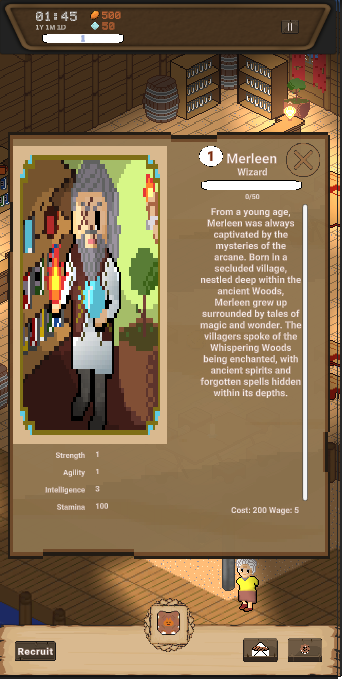 01:45
500
1Y 1M 1D
50
1
1
Merleen
Wizard
0/50
From a young age,
Merleen was always
captivated by the
mysteries of the
arcane. Born in a
secluded village,
nestled deep within the
ancient Woods,
Merleen grew up
surrounded by tales of
magic and wonder. The
villagers spoke of the
Whispering Woods
being enchanted, with
ancient spirits and
forgotten spells hidden
within its depths.
Strength 1
Agility 1
Intelligence 3
Stamina 100
Cost: 200 Wage: 5
Recruit